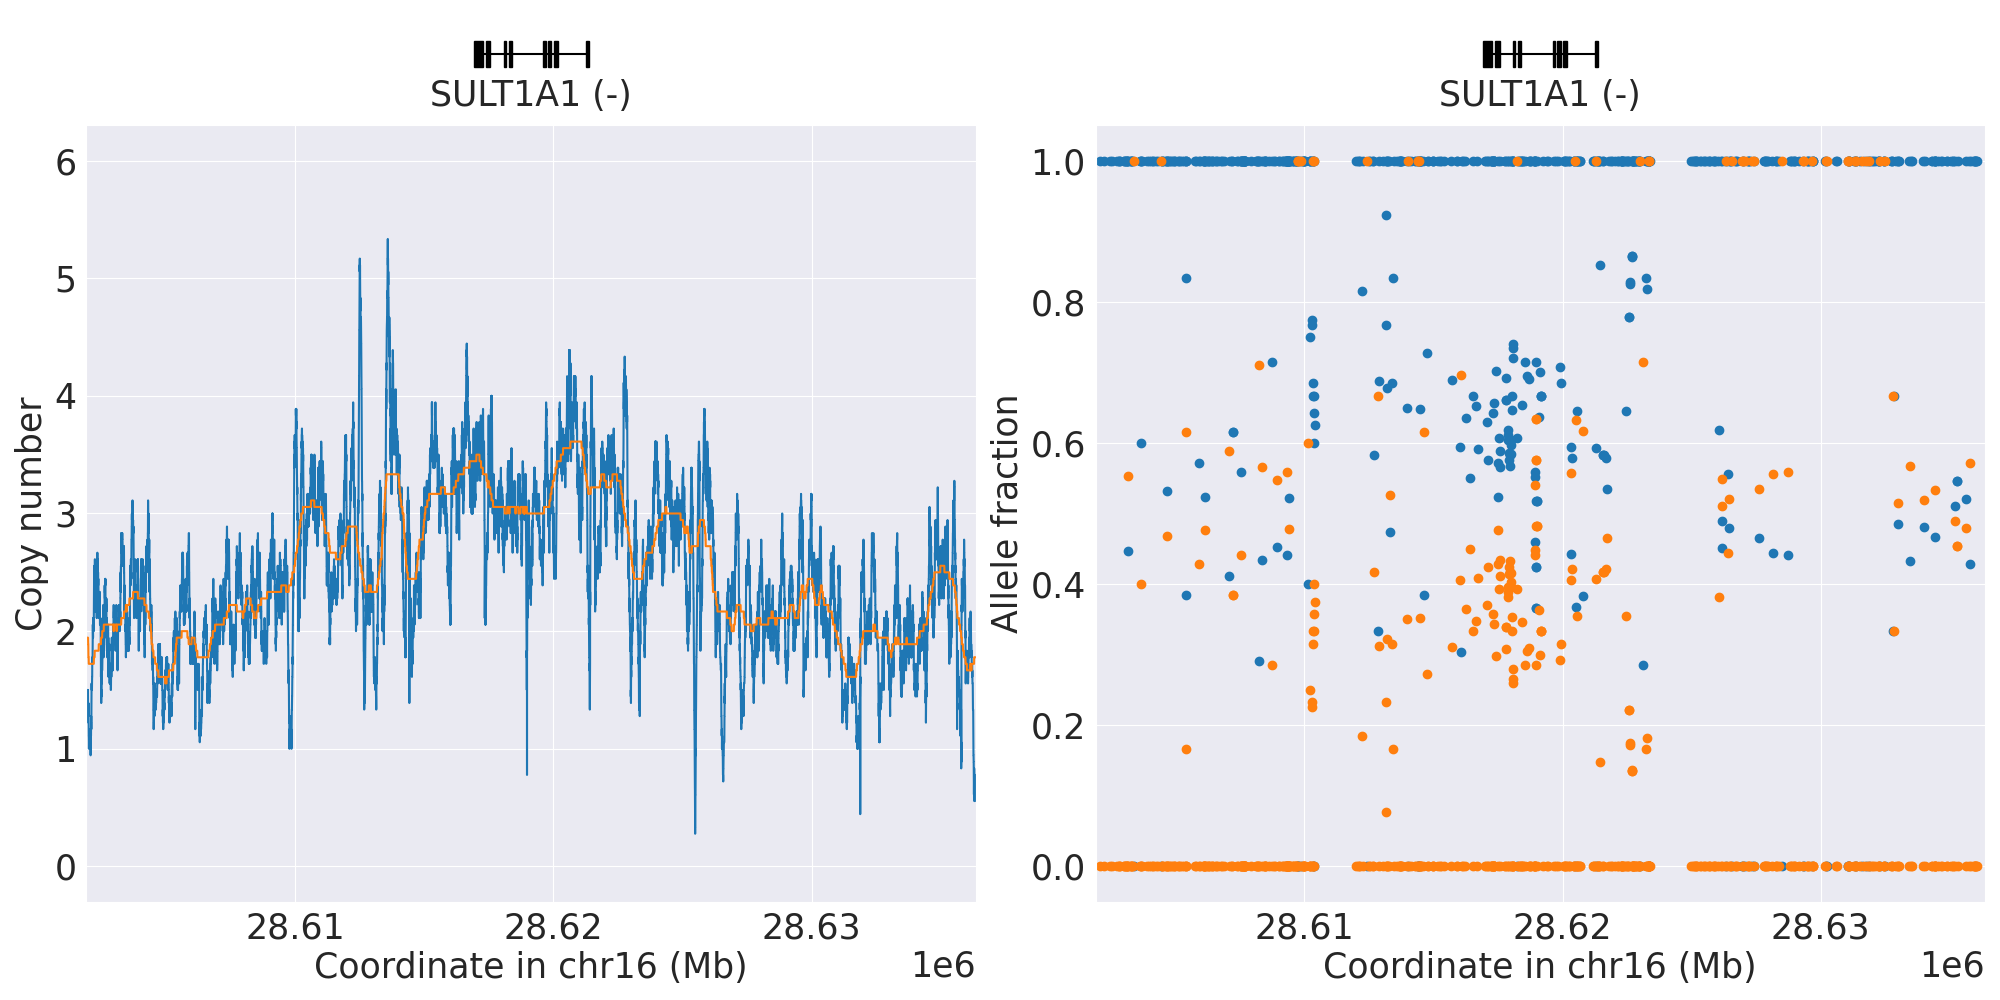 SULT1A1 (-)
6
5
4
3
2
1
0
Copy number
28.61
28.62
28.63
Coordinate in chr16 (Mb)
1e6
SULT1A1 (-)
1.0
0.8
0.6
0.4
0.2
0.0
Allele fraction
28.61
28.62
28.63
Coordinate in chr16 (Mb)
1e6